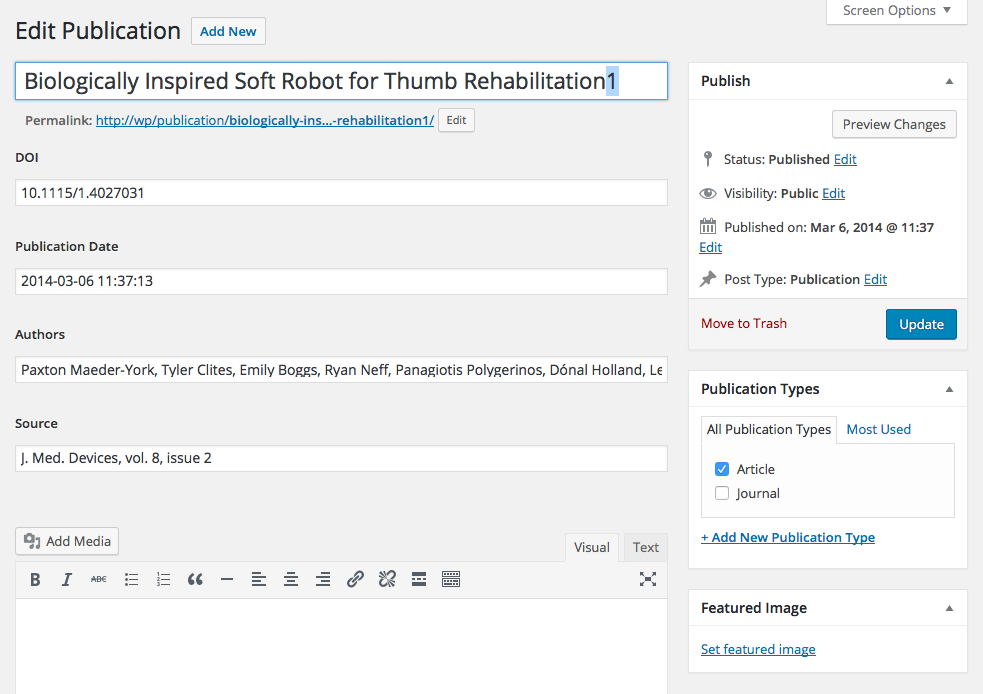 Screen Options
Edit Publication Add New
Biologically Inspired Soft Robot for Thumb Rehabilitation1
Permalink: http://wp/publication/biologically-ins...-rehabilitation1/ Edit
DOI
10.1115/1.4027031
Publication Date
2014-03-06 11:37:13
Authors
Paxton Maeder-York, Tyler Clites, Emily Boggs, Ryan Neff, Panagiotis Polygerinos, Dónal Holland, Le
Source
J. Med. Devices, vol. 8, issue 2
Add Media
Visual Text
B I ABC
Publish
Preview Changes
Status: Published Edit
Visibility: Public Edit
Published on: Mar 6, 2014 @ 11:37
Edit
Post Type: Publication Edit
Move to Trash Update
Publication Types
All Publication Types Most Used
Article
Journal
+ Add New Publication Type
Featured Image
Set featured image